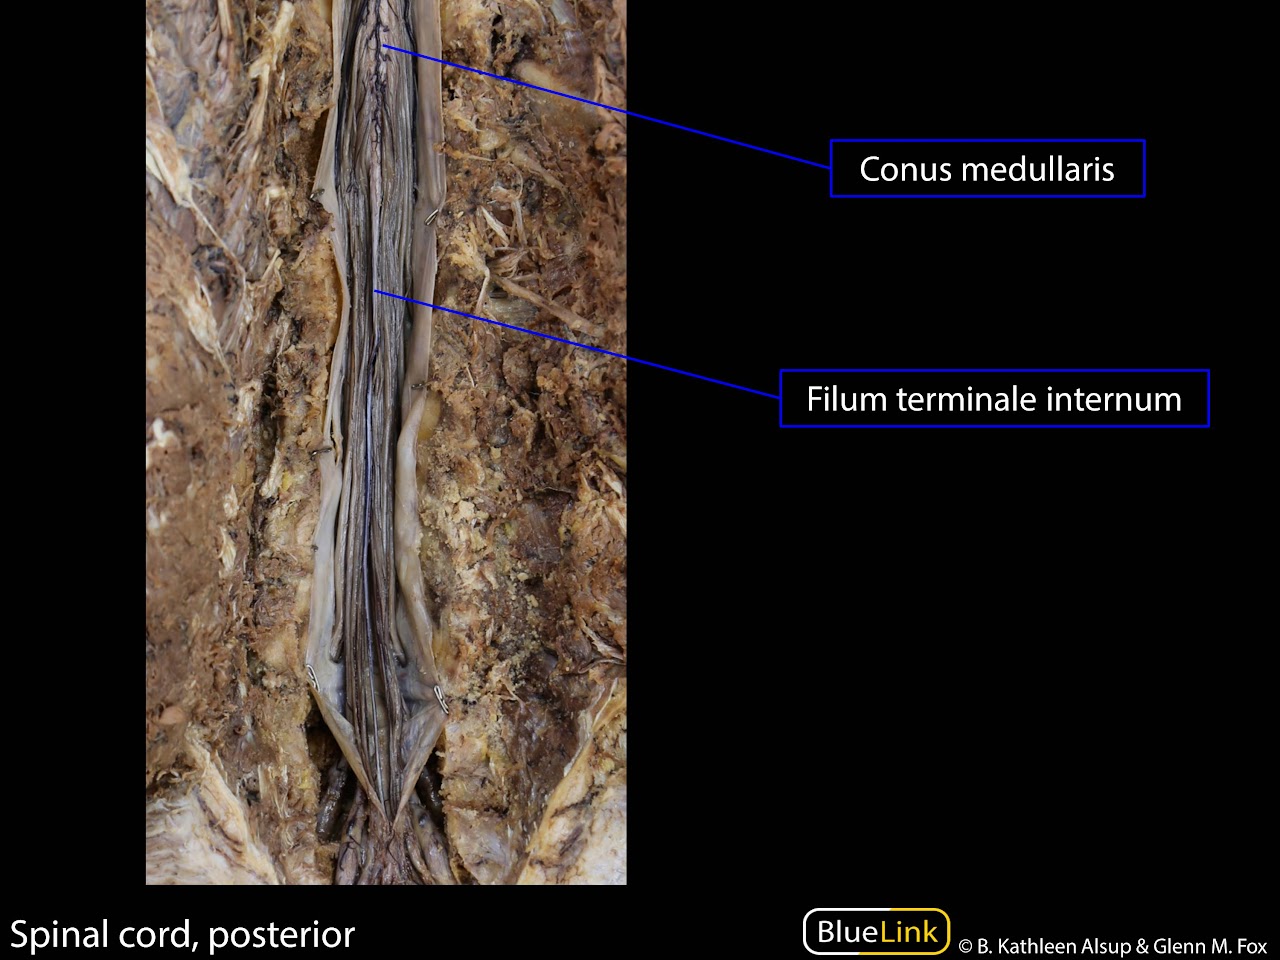 Conus medullaris
Filum terminale internum
Spinal cord, posterior
BlueLink
© B. Kathleen Alsup & Glenn M. Fox